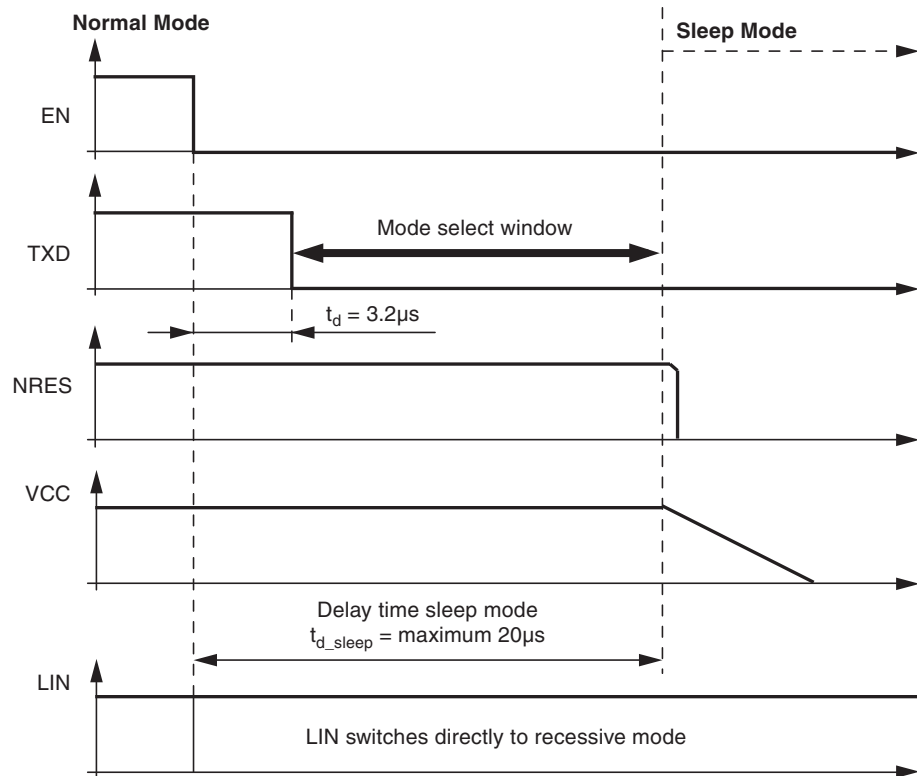 Normal Mode
Sleep Mode
EN
TXD
Mode select window
t_d = 3.2µs
NRES
VCC
Delay time sleep mode
t_d_sleep = maximum 20µs
LIN
LIN switches directly to recessive mode